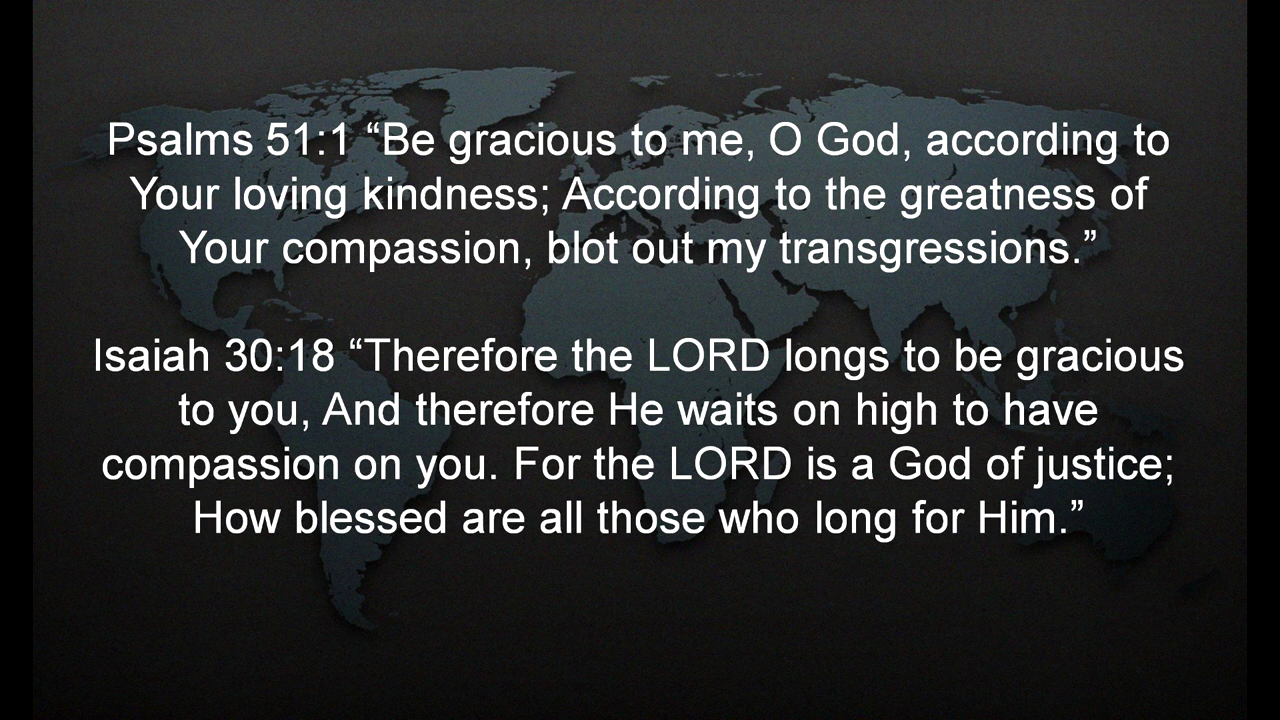 Psalms 51:1 “Be gracious to me, O God, according to
Your loving kindness; According to the greatness of
Your compassion, blot out my transgressions.”
Isaiah 30:18 “Therefore the LORD longs to be gracious
to you, And therefore He waits on high to have
compassion on you. For the LORD is a God of justice;
How blessed are all those who long for Him.”